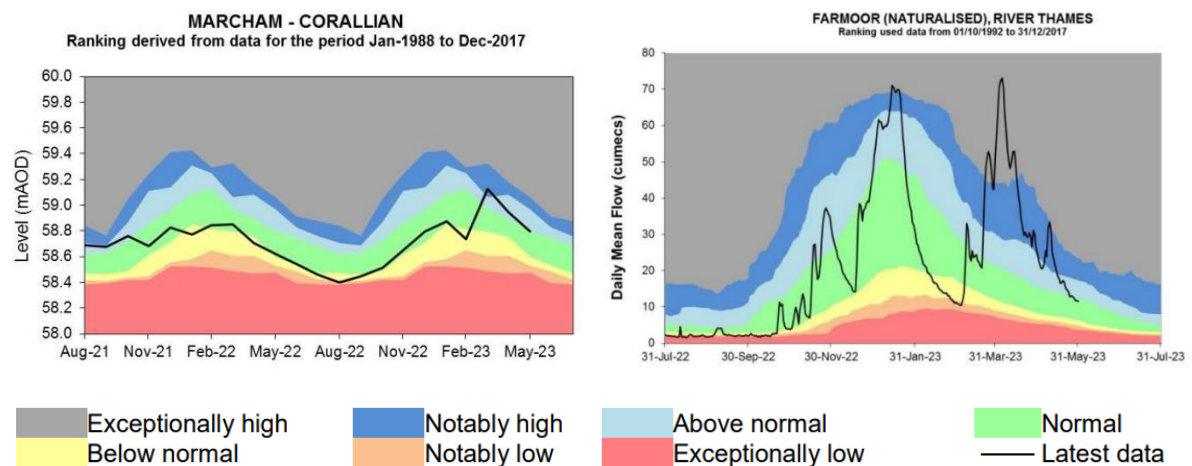 MARCHAM - CORALLIAN
Ranking derived from data for the period Jan-1988 to Dec-2017
Level (mAOD)
60.0
59.8
59.6
59.4
59.2
59.0
58.8
58.6
58.4
58.2
58.0
Aug-21 Nov-21 Feb-22 May-22 Aug-22 Nov-22 Feb-23 May-23
FARMOOR (NATURALISED), RIVER THAMES
Ranking used data from 01/10/1992 to 31/12/2017
Daily Mean Flow (cumecs)
80
70
60
50
40
30
20
10
0
31-Jul-22 30-Sep-22 30-Nov-22 31-Jan-23 31-Mar-23 31-May-23 31-Jul-23
Exceptionally high Notably high Above normal Normal
Below normal Notably low Exceptionally low Latest data